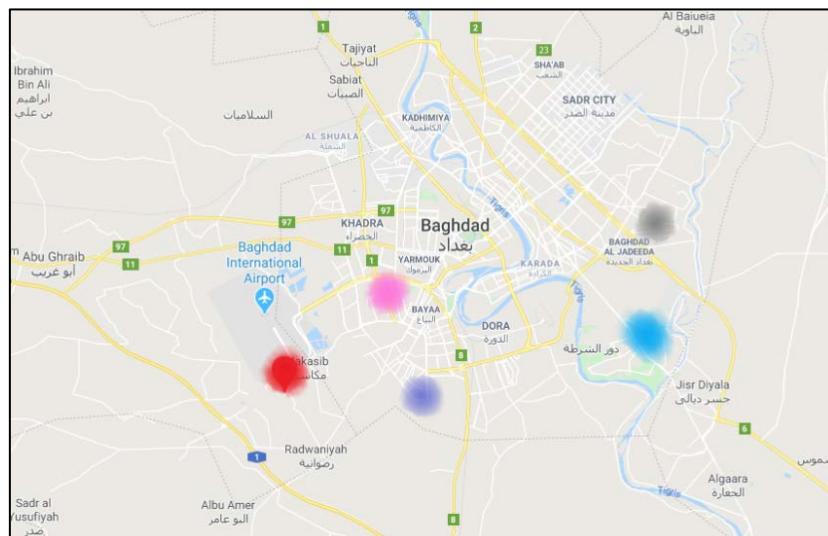 Al Baiueia
الباوية
1
2
23
Tajiyat
التاجيات
SHA'AB
الشعب
Ibrahim
Bin Ali
ابراهيم
بن علي
Sabiat
الصبيات
السلاميات
SADR CITY
مدينة الصدر
KADHIMIYA
الكاظمية
AL SHUALA
الشعلة
Tigris
97
KHADRA
الخضراء
97
Baghdad
بغداد
BAGHDAD
AL JADEEDA
بغداد الجديدة
97
Abu Ghraib
أبو غريب
11
Baghdad
International
Airport
11
1
YARMOUK
اليرموك
KARADA
الكرادة
BAYAA
البياع
DORA
الدورة
دور الشرطة
8
Jisr Diyala
جسر ديالى
Tigris
6
Radwaniyah
رضوانية
1
Algaara
الجعارة
Sadr al
Yusufiyah
صدر
Albu Amer
البو عامر
8